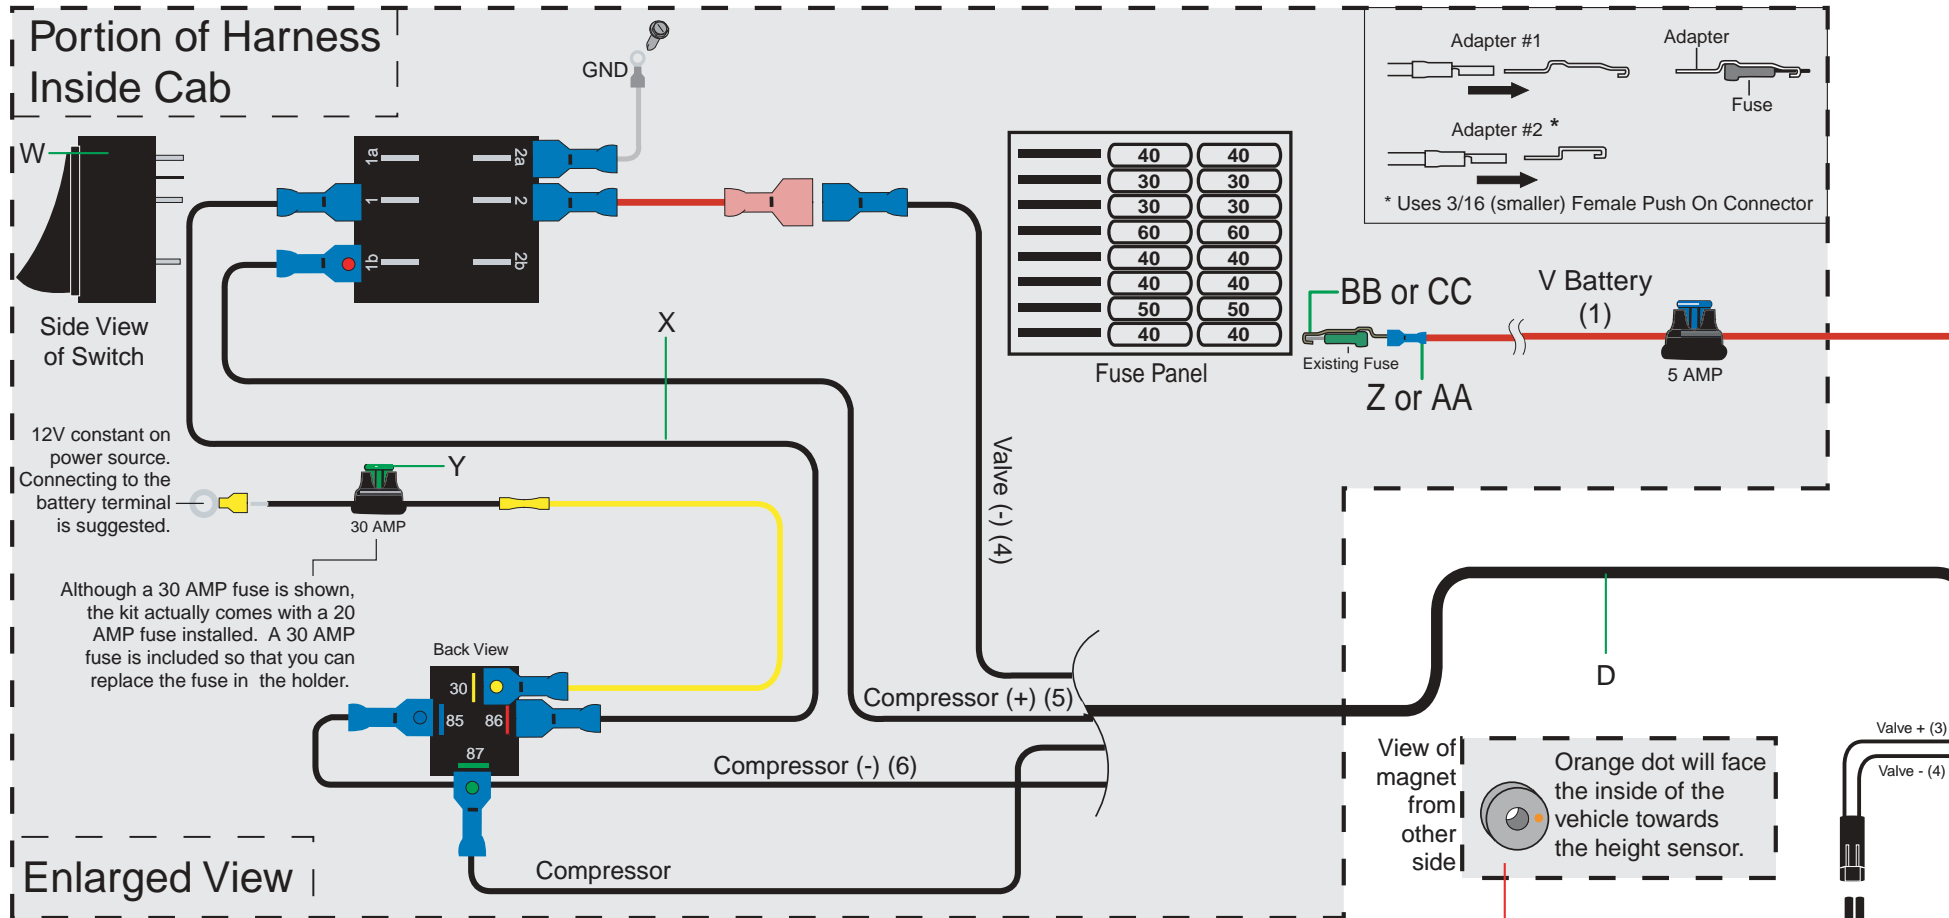 Portion of Harness
Inside Cab
GND
W
1a
2a
1
2
1b
2b
Side View
of Switch
X
40 40
30 30
30 30
60 60
40 40
40 40
50 50
40 40
Fuse Panel
Adapter #1
Adapter
Fuse
Adapter #2 *
* Uses 3/16 (smaller) Female Push On Connector
BB or CC
Existing Fuse
Z or AA
V Battery
(1)
5 AMP
12V constant on
power source.
Connecting to the
battery terminal
is suggested.
Y
30 AMP
Although a 30 AMP fuse is shown,
the kit actually comes with a 20
AMP fuse installed. A 30 AMP
fuse is included so that you can
replace the fuse in the holder.
Valve (-) (4)
Back View
30
85 86
87
Compressor (+) (5)
Compressor (-) (6)
Compressor
D
View of
magnet
from
other
side
Orange dot will face
the inside of the
vehicle towards
the height sensor.
Valve + (3)
Valve - (4)
Enlarged View